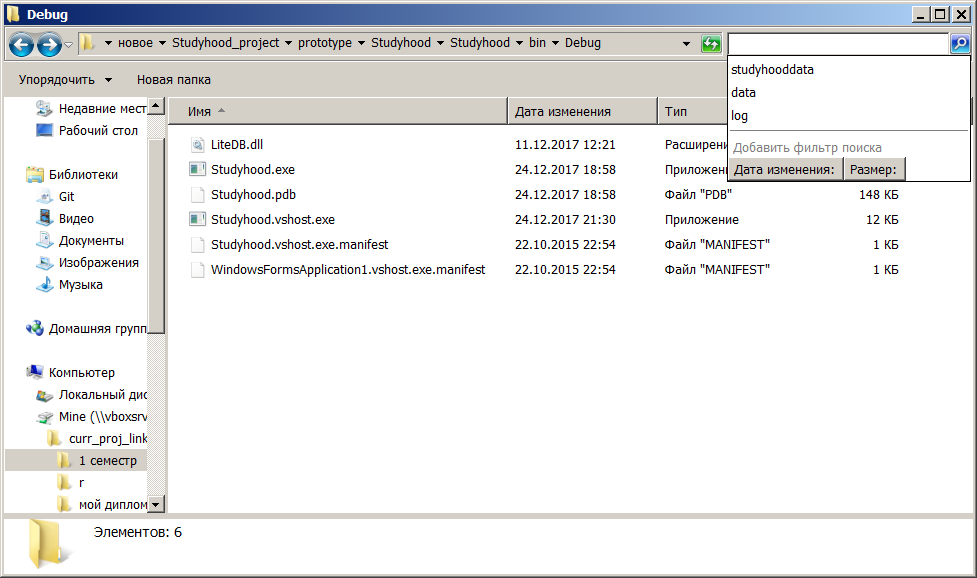 Debug
новое Studyhood_project prototype Studyhood Studyhood bin Debug
Упорядочить Новая папка
studyhooddata
data
log
Добавить фильтр поиска
Дата изменения: Размер:
Недавние мест
Рабочий стол
Библиотеки
Git
Видео
Документы
Изображения
Музыка
Домашняя групп
Компьютер
Локальный дис
Mine (\\vboxsrv
curr_proj_link
1 семестр
r
мой диплом
Имя Дата изменения Тип
LiteDB.dll 11.12.2017 12:21 Расширен
Studyhood.exe 24.12.2017 18:58 Приложен
Studyhood.pdb 24.12.2017 18:58 Файл "PDB" 148 КБ
Studyhood.vshost.exe 24.12.2017 21:30 Приложение 12 КБ
Studyhood.vshost.exe.manifest 22.10.2015 22:54 Файл "MANIFEST" 1 КБ
WindowsFormsApplication1.vshost.exe.manifest 22.10.2015 22:54 Файл "MANIFEST" 1 КБ
Элементов: 6